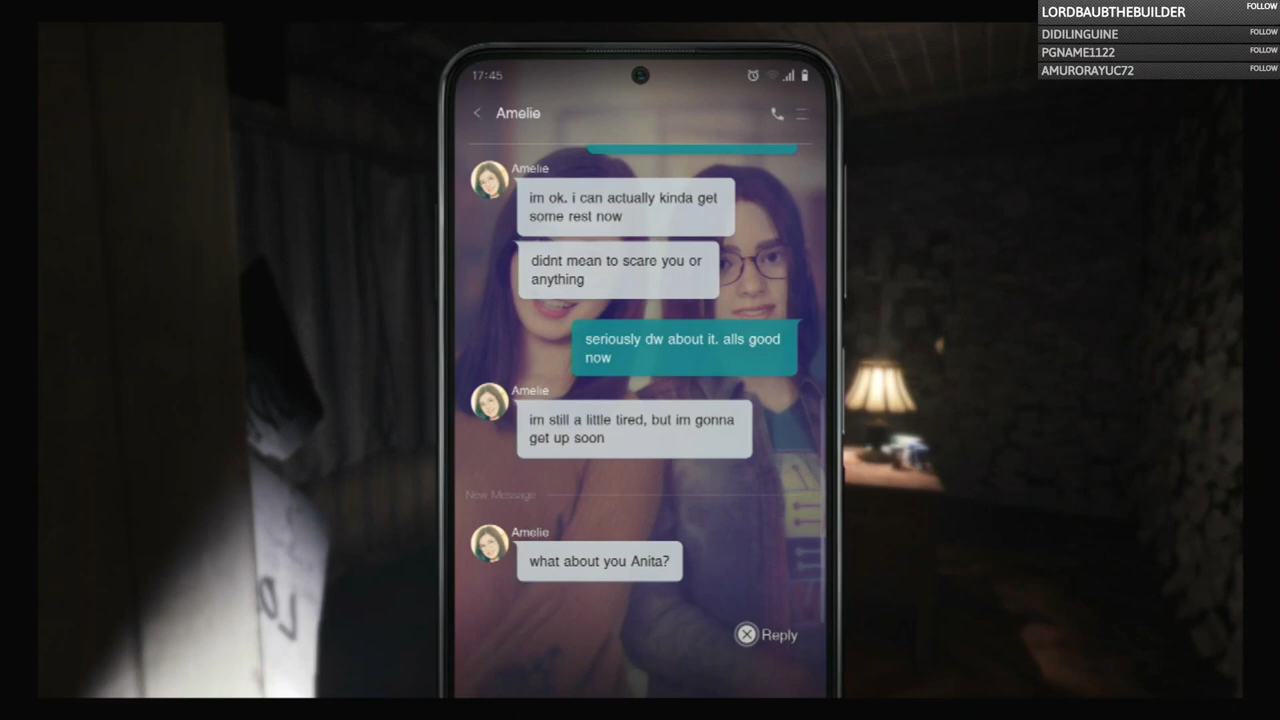 LORDBAUBTHEBUILDER FOLLOW
DIDILINGUINE FOLLOW
PGNAME1122 FOLLOW
AMURORAYUC72 FOLLOW
17:45
Amelie
Amelie
im ok. i can actually kinda get
some rest now
didnt mean to scare you or
anything
seriously dw about it. alls good
now
Amelie
im still a little tired, but im gonna
get up soon
New Message
Amelie
what about you Anita?
Reply